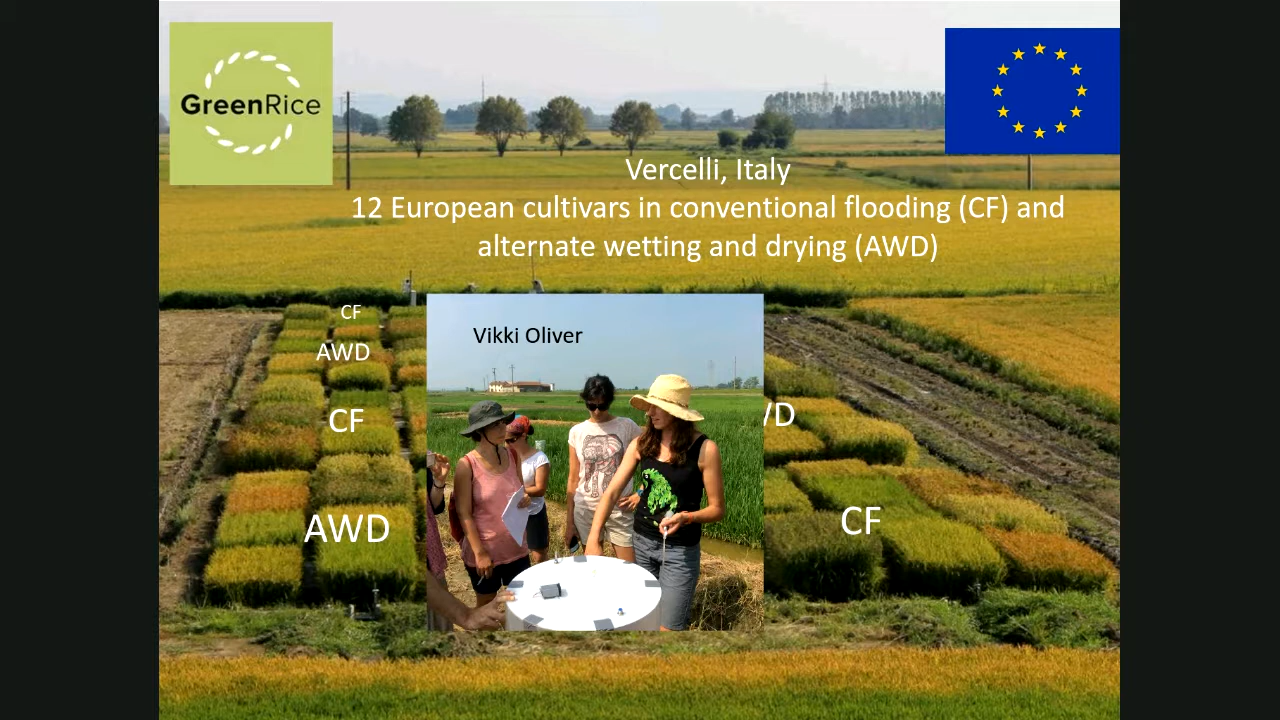 GreenRice
Vercelli, Italy
12 European cultivars in conventional flooding (CF) and
alternate wetting and drying (AWD)
CF
Vikki Oliver
AWD
CF
WD
AWD
CF